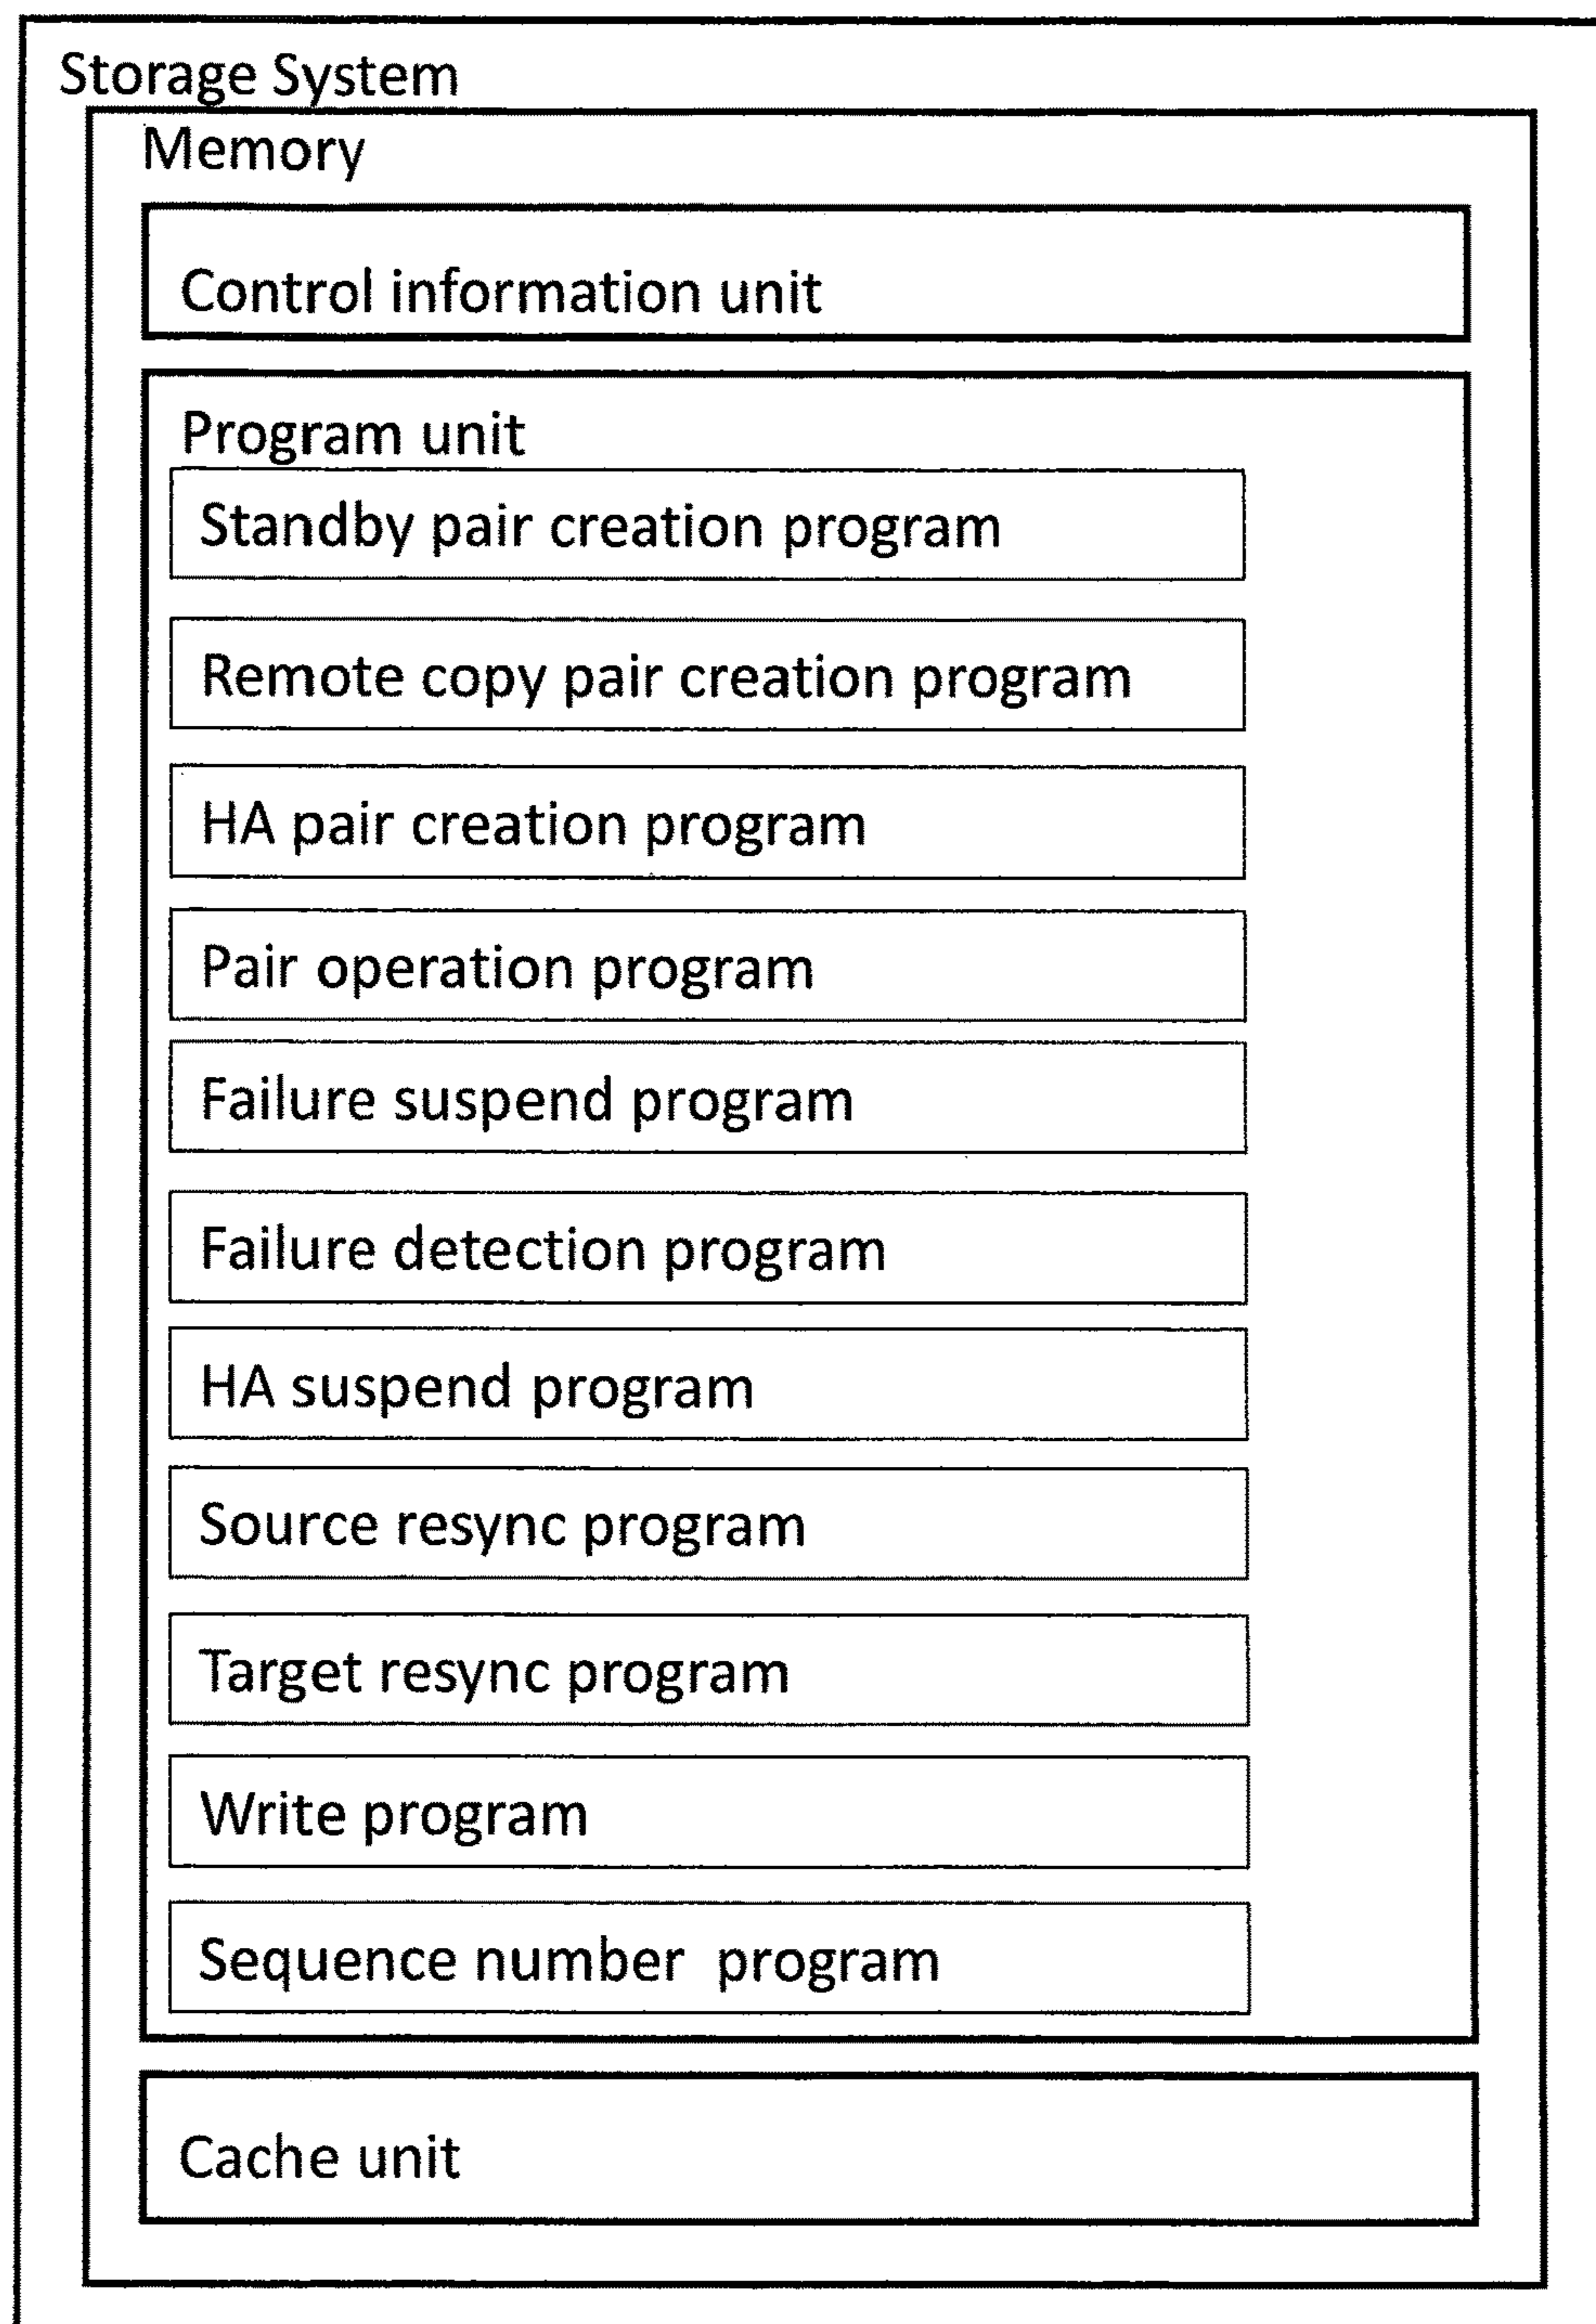 Storage System
Memory
Control information unit
Program unit
Standby pair creation program
Remote copy pair creation program
HA pair creation program
Pair operation program
Failure suspend program
Failure detection program
HA suspend program
Source resync program
Target resync program
Write program
Sequence number program
Cache unit